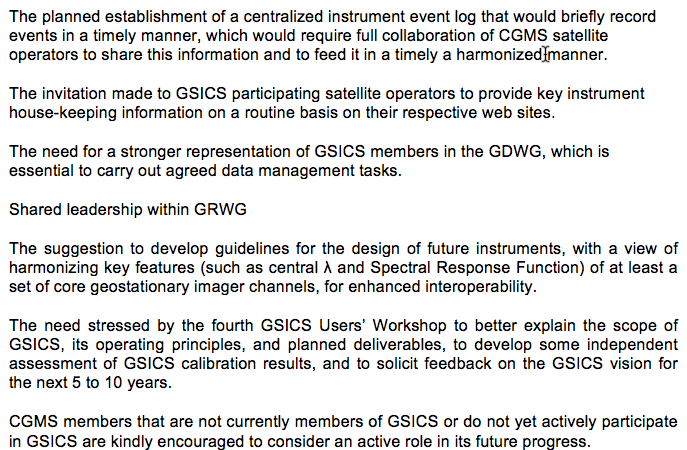 The planned establishment of a centralized instrument event log that would briefly record
events in a timely manner, which would require full collaboration of CGMS satellite
operators to share this information and to feed it in a timely a harmonized manner.
The invitation made to GSICS participating satellite operators to provide key instrument
house-keeping information on a routine basis on their respective web sites.
The need for a stronger representation of GSICS members in the GDWG, which is
essential to carry out agreed data management tasks.
Shared leadership within GRWG
The suggestion to develop guidelines for the design of future instruments, with a view of
harmonizing key features (such as central λ and Spectral Response Function) of at least a
set of core geostationary imager channels, for enhanced interoperability.
The need stressed by the fourth GSICS Users' Workshop to better explain the scope of
GSICS, its operating principles, and planned deliverables, to develop some independent
assessment of GSICS calibration results, and to solicit feedback on the GSICS vision for
the next 5 to 10 years.
CGMS members that are not currently members of GSICS or do not yet actively participate
in GSICS are kindly encouraged to consider an active role in its future progress.